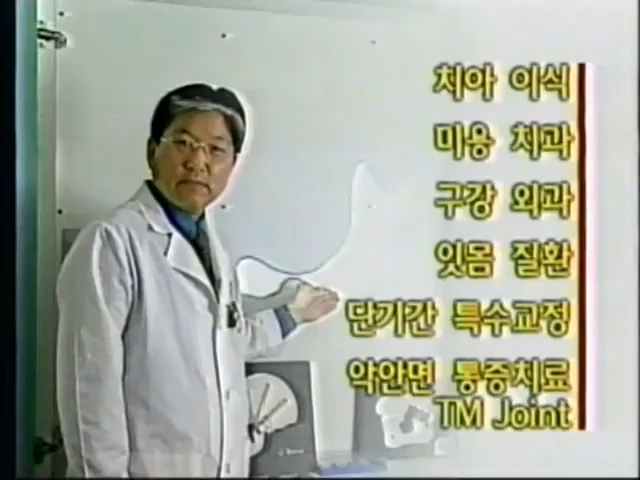 치아 이식
미용 치과
구강 외과
잇몸 질환
단기간 특수교정
악안면 통증치료
TM Joint